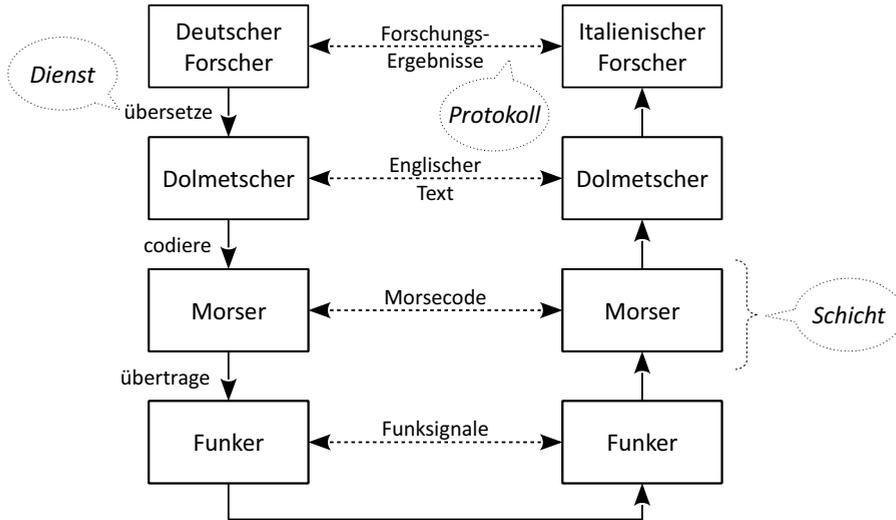 Deutscher
Forscher
Forschungs-
Ergebnisse
Italienischer
Forscher
Dienst
übersetze
Protokoll
Dolmetscher
Englischer
Text
Dolmetscher
codiere
Morser
Morsecode
Morser
Schicht
übertrage
Funker
Funksignale
Funker